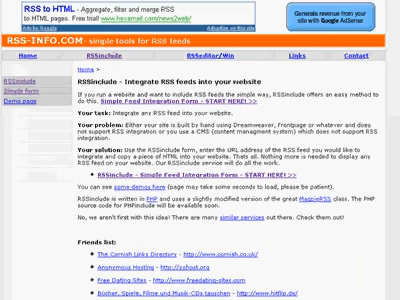 RSS to HTML - Aggregate, filter and merge RSS
to HTML pages. Free trial! www.hsvamail.com/news2web/
Ads by Google
Advertise on this site
Generate revenue from your
site with Google AdSense
RSS-INFO.COM - simple tools for RSS feeds
Home RSSinclude RSSeditor/Win Links Contact
RSSinclude
Simple form
Demo page
Home >
RSSinclude - Integrate RSS feeds into your website
If you run a website and want to include RSS feeds the simple way, RSSinclude offers an easy method to
do this. Simple Feed Integration Form - START HERE! >>
Your task: Integrate any RSS feed into your website.
Your problem: Either your site is built by hand using Dreamweaver, Frontpage or whatever and does
not support RSS integration or you use a CMS (content managment system) which does not support RSS
integration.
Your solution: Use the RSSinclude form, enter the URL address of the RSS feed you would like to
integrate and copy a piece of HTML into your website. Thats all. Nothing more is needed to display any
RSS feed on your website. Our RSSinclude service will do all the work.
• RSSinclude - Simple Feed Integration Form - START HERE! >>
You can see some demos here (page may take some seconds to load, please be patient).
RSSinclude is written in PHP and uses a slightly modified version of the great MagpieRSS class. The PHP
source code for PHPinclude will be available soon.
No, we aren't first with this idea! There are many similar services out there. Check them out!
Friends list:
• The Cornish Links Directory - http://www.cornish.co.uk/
• Anonymous Hosting - http://yohost.org
• Free Dating Sites - http://www.freedating-sites.com
• Bücher, Spiele, Filme und Musik-CDs tauschen - http://www.hitflip.de/